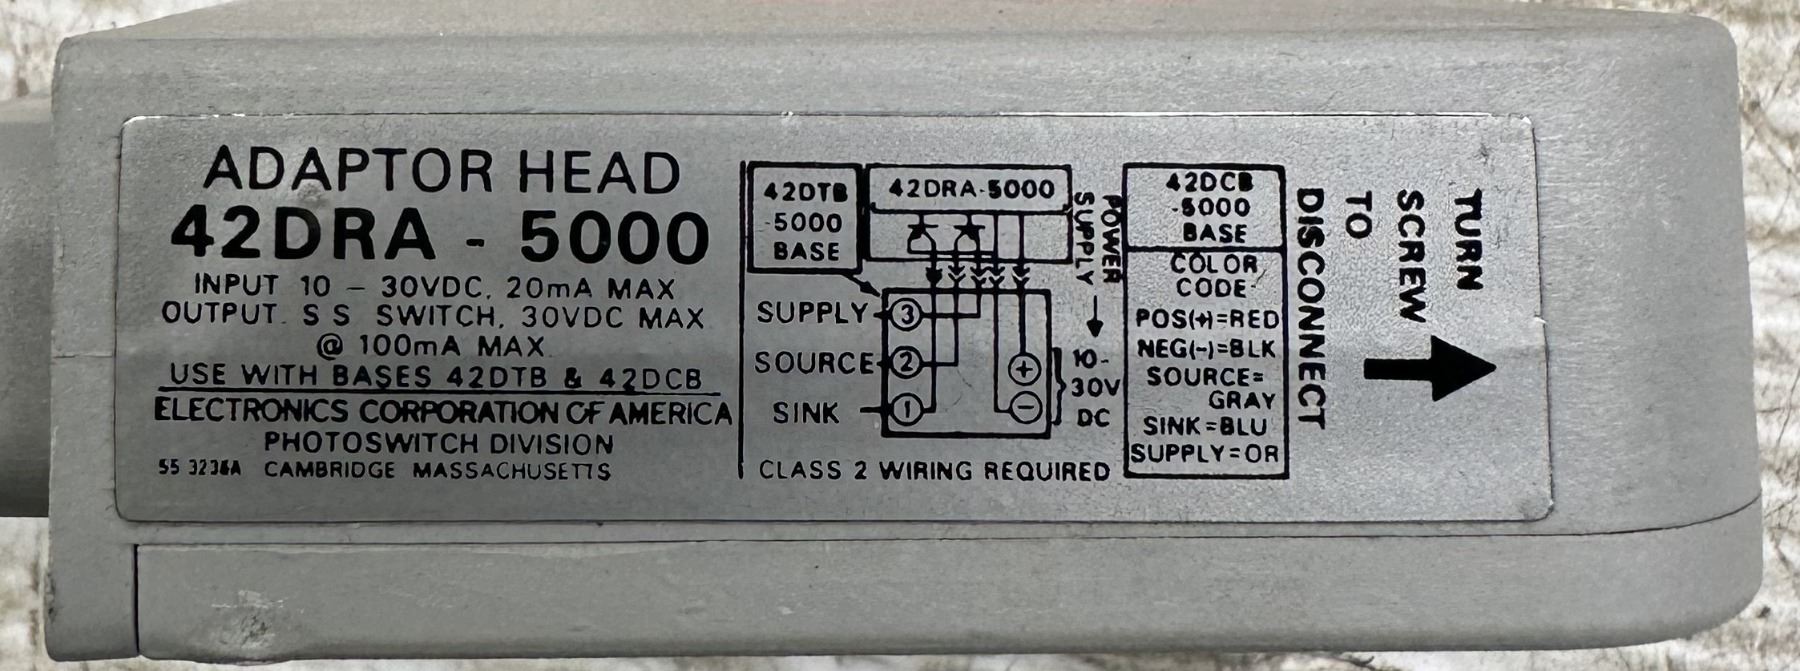 ADAPTOR HEAD
42DRA - 5000
INPUT 10 - 30VDC, 20mA MAX
OUTPUT S S SWITCH, 30VDC MAX
@ 100mA MAX
USE WITH BASES 42DTB & 42DCB
ELECTRONICS CORPORATION OF AMERICA
PHOTOSWITCH DIVISION
CAMBRIDGE MASSACHUSETTS
42DTB
-5000
BASE
42DRA-5000
SUPPLY 3
SOURCE 2
SINK 1
+
-
POWER
SUPPLY
10-
30V
DC
CLASS 2 WIRING REQUIRED
42DCB
-5000
BASE
COLOR
CODE
POS(+)=RED
NEG(-)=BLK
SOURCE=
GRAY
SINK=BLU
SUPPLY=OR
TURN
SCREW
TO
DISCONNECT